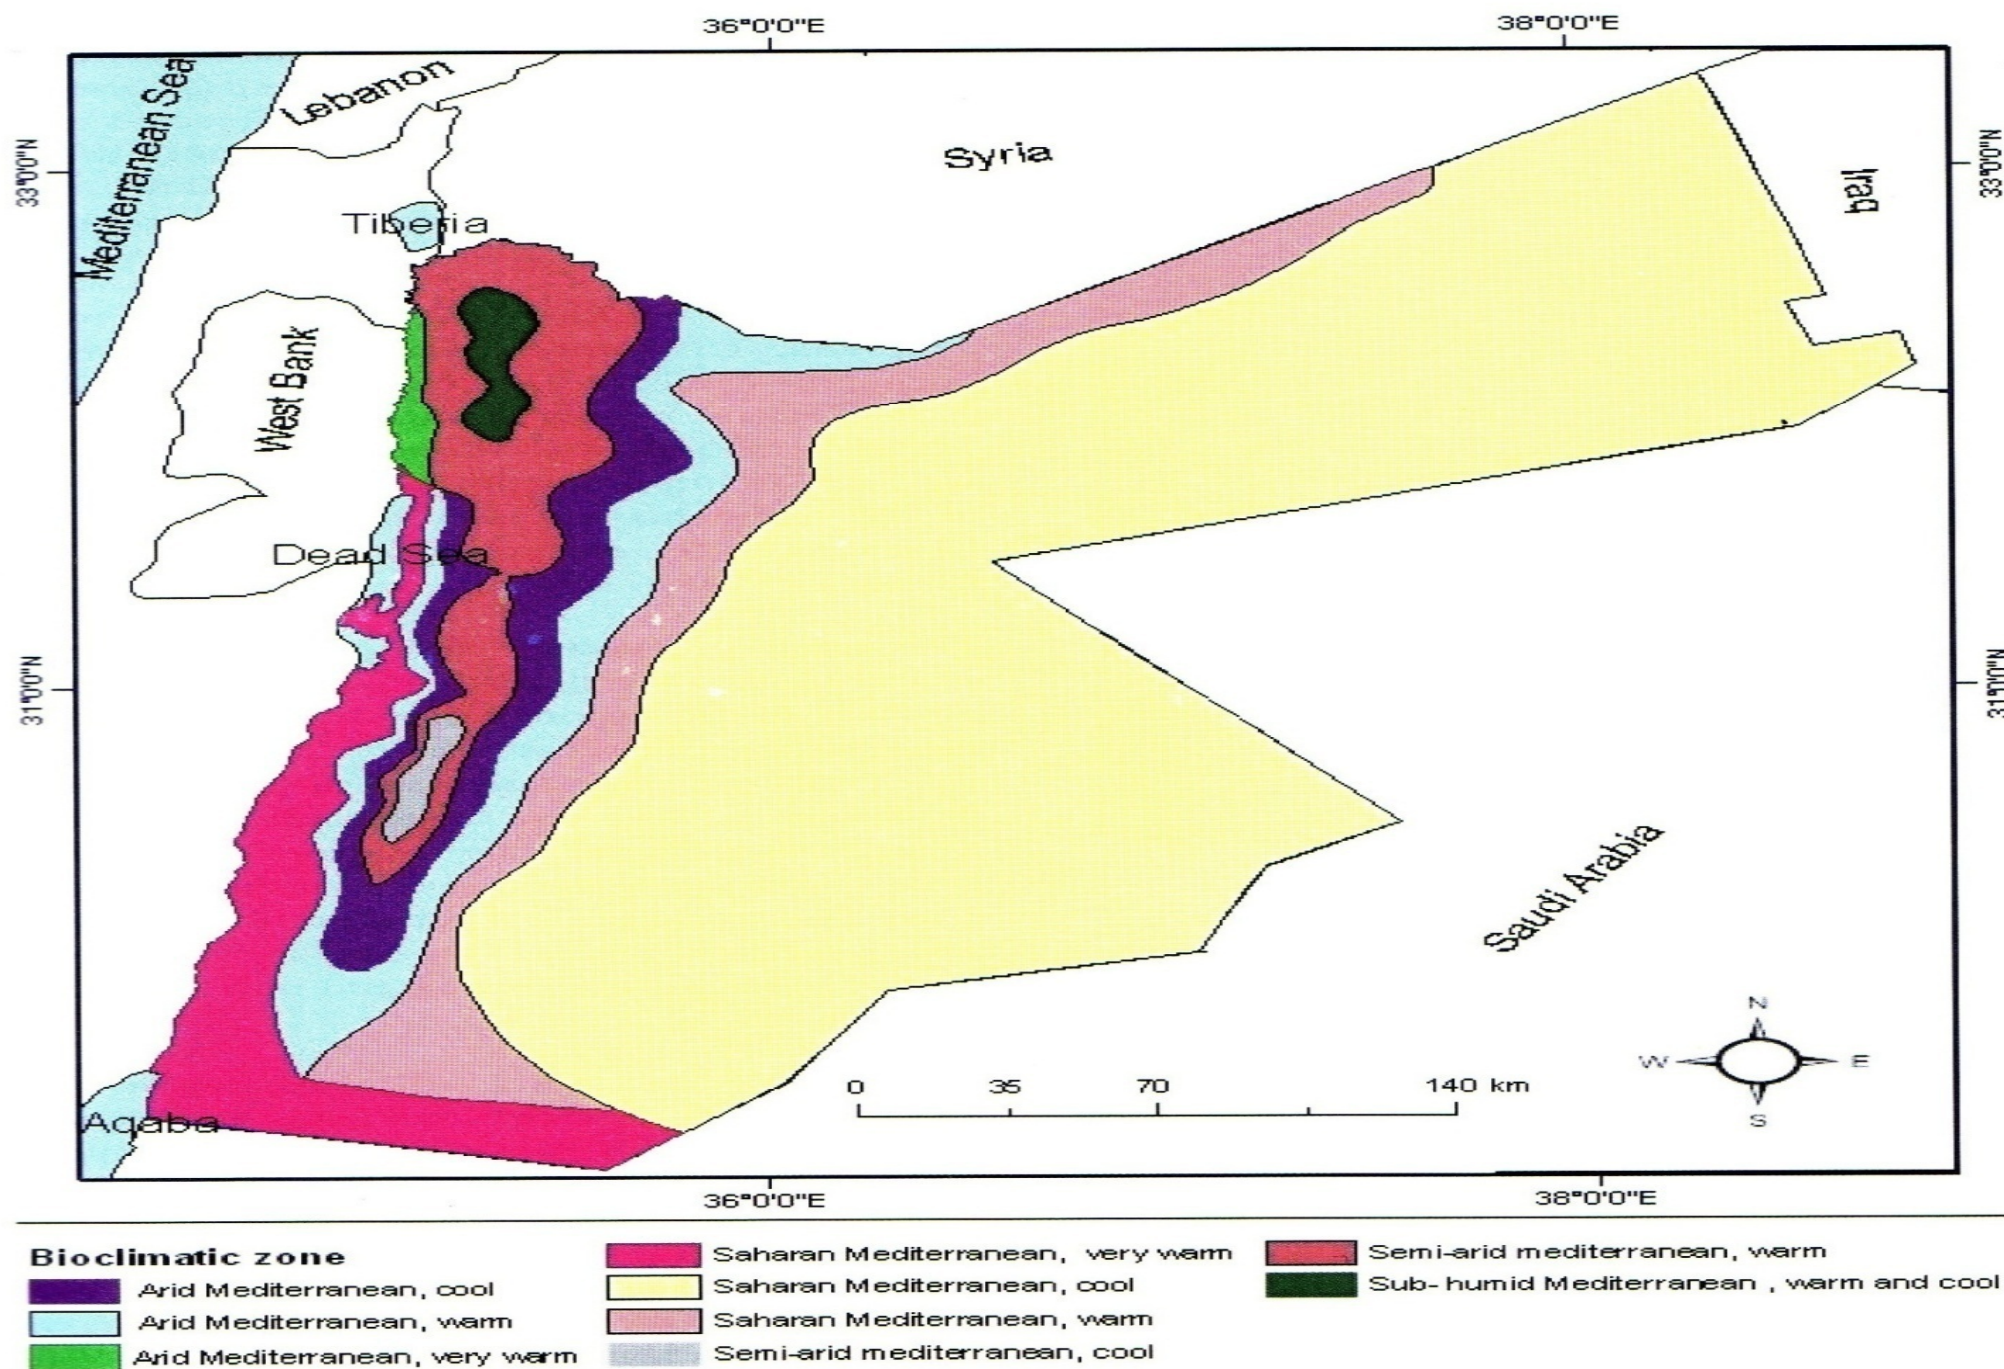 36°0'0"E
38°0'0"E
Mediterranean Sea
Lebanon
Syria
33°0'0"N
33°0'0"N
Iraq
Tiberia
West Bank
Dead Sea
31°0'0"N
31°0'0"N
Saudi Arabia
N
W
E
S
0
35
70
140 km
Aqaba
36°0'0"E
38°0'0"E
Bioclimatic zone
Arid Mediterranean, cool
Arid Mediterranean, warm
Arid Mediterranean, very warm
Saharan Mediterranean, very warm
Saharan Mediterranean, cool
Saharan Mediterranean, warm
Semi-arid mediterranean, cool
Semi-arid mediterranean, warm
Sub-humid Mediterranean , warm and cool